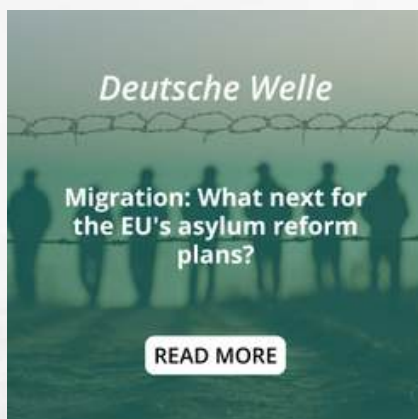 Deutsche Welle
Migration: What next for
the EU's asylum reform
plans?
READ MORE